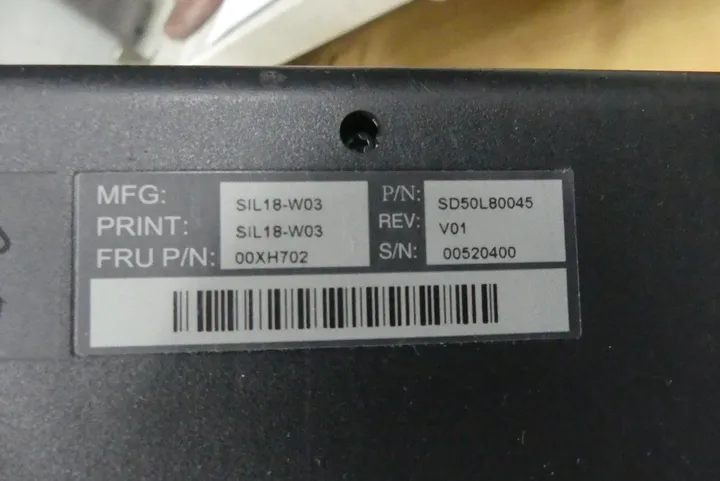 MFG: SIL18-W03 P/N: SD50L80045
PRINT: SIL18-W03 REV: V01
FRU P/N: 00XH702 S/N: 00520400